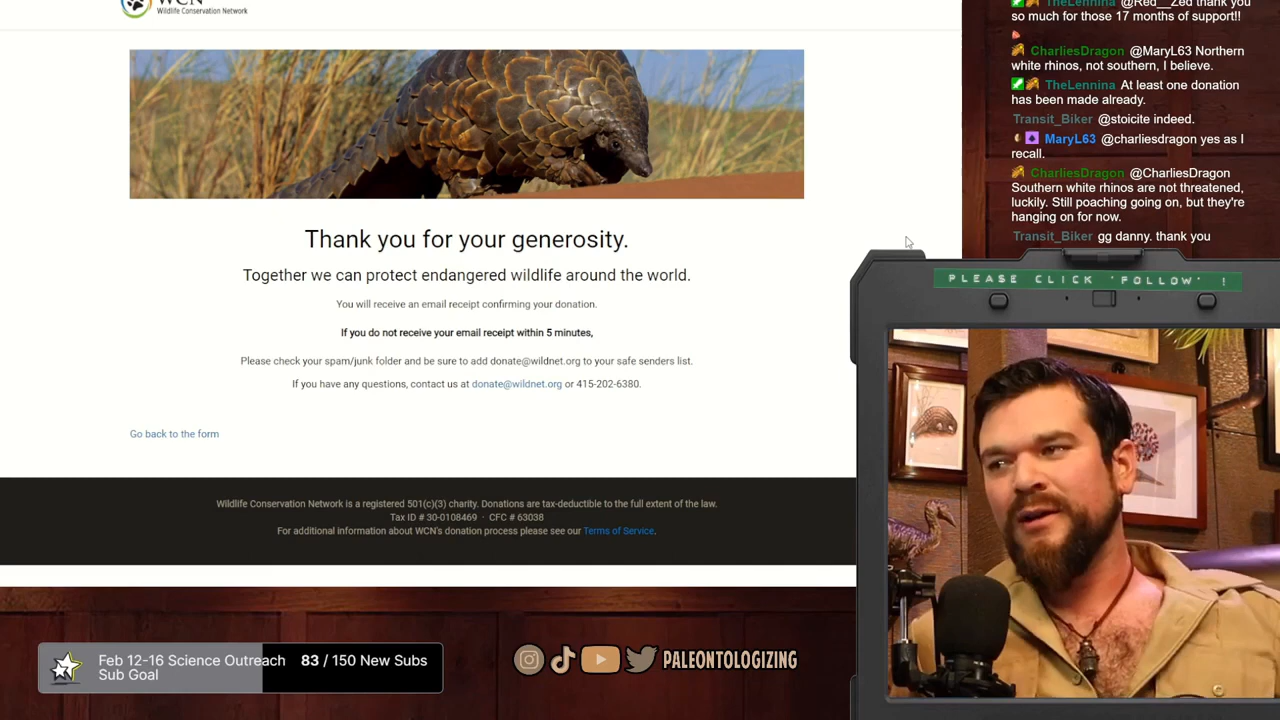 WCN
Wildlife Conservation Network
Thank you for your generosity.
Together we can protect endangered wildlife around the world.
You will receive an email receipt confirming your donation.
If you do not receive your email receipt within 5 minutes,
Please check your spam/junk folder and be sure to add donate@wildnet.org to your safe senders list.
If you have any questions, contact us at donate@wildnet.org or 415-202-6380.
Go back to the form
Wildlife Conservation Network is a registered 501(c)(3) charity. Donations are tax-deductible to the full extent of the law.
Tax ID # 30-0108469 · CFC # 63038
For additional information about WCN's donation process please see our Terms of Service.
TheLennina @Red__Zed thank you
so much for those 17 months of support!!
CharliesDragon @MaryL63 Northern
white rhinos, not southern, I believe.
TheLennina At least one donation
has been made already.
Transit_Biker @stoicite indeed.
MaryL63 @charliesdragon yes as I
recall.
CharliesDragon @CharliesDragon
Southern white rhinos are not threatened,
luckily. Still poaching going on, but they're
hanging on for now.
Transit_Biker gg danny. thank you
PLEASE CLICK 'FOLLOW' !
Feb 12-16 Science Outreach
Sub Goal
83 / 150 New Subs
PALEONTOLOGIZING